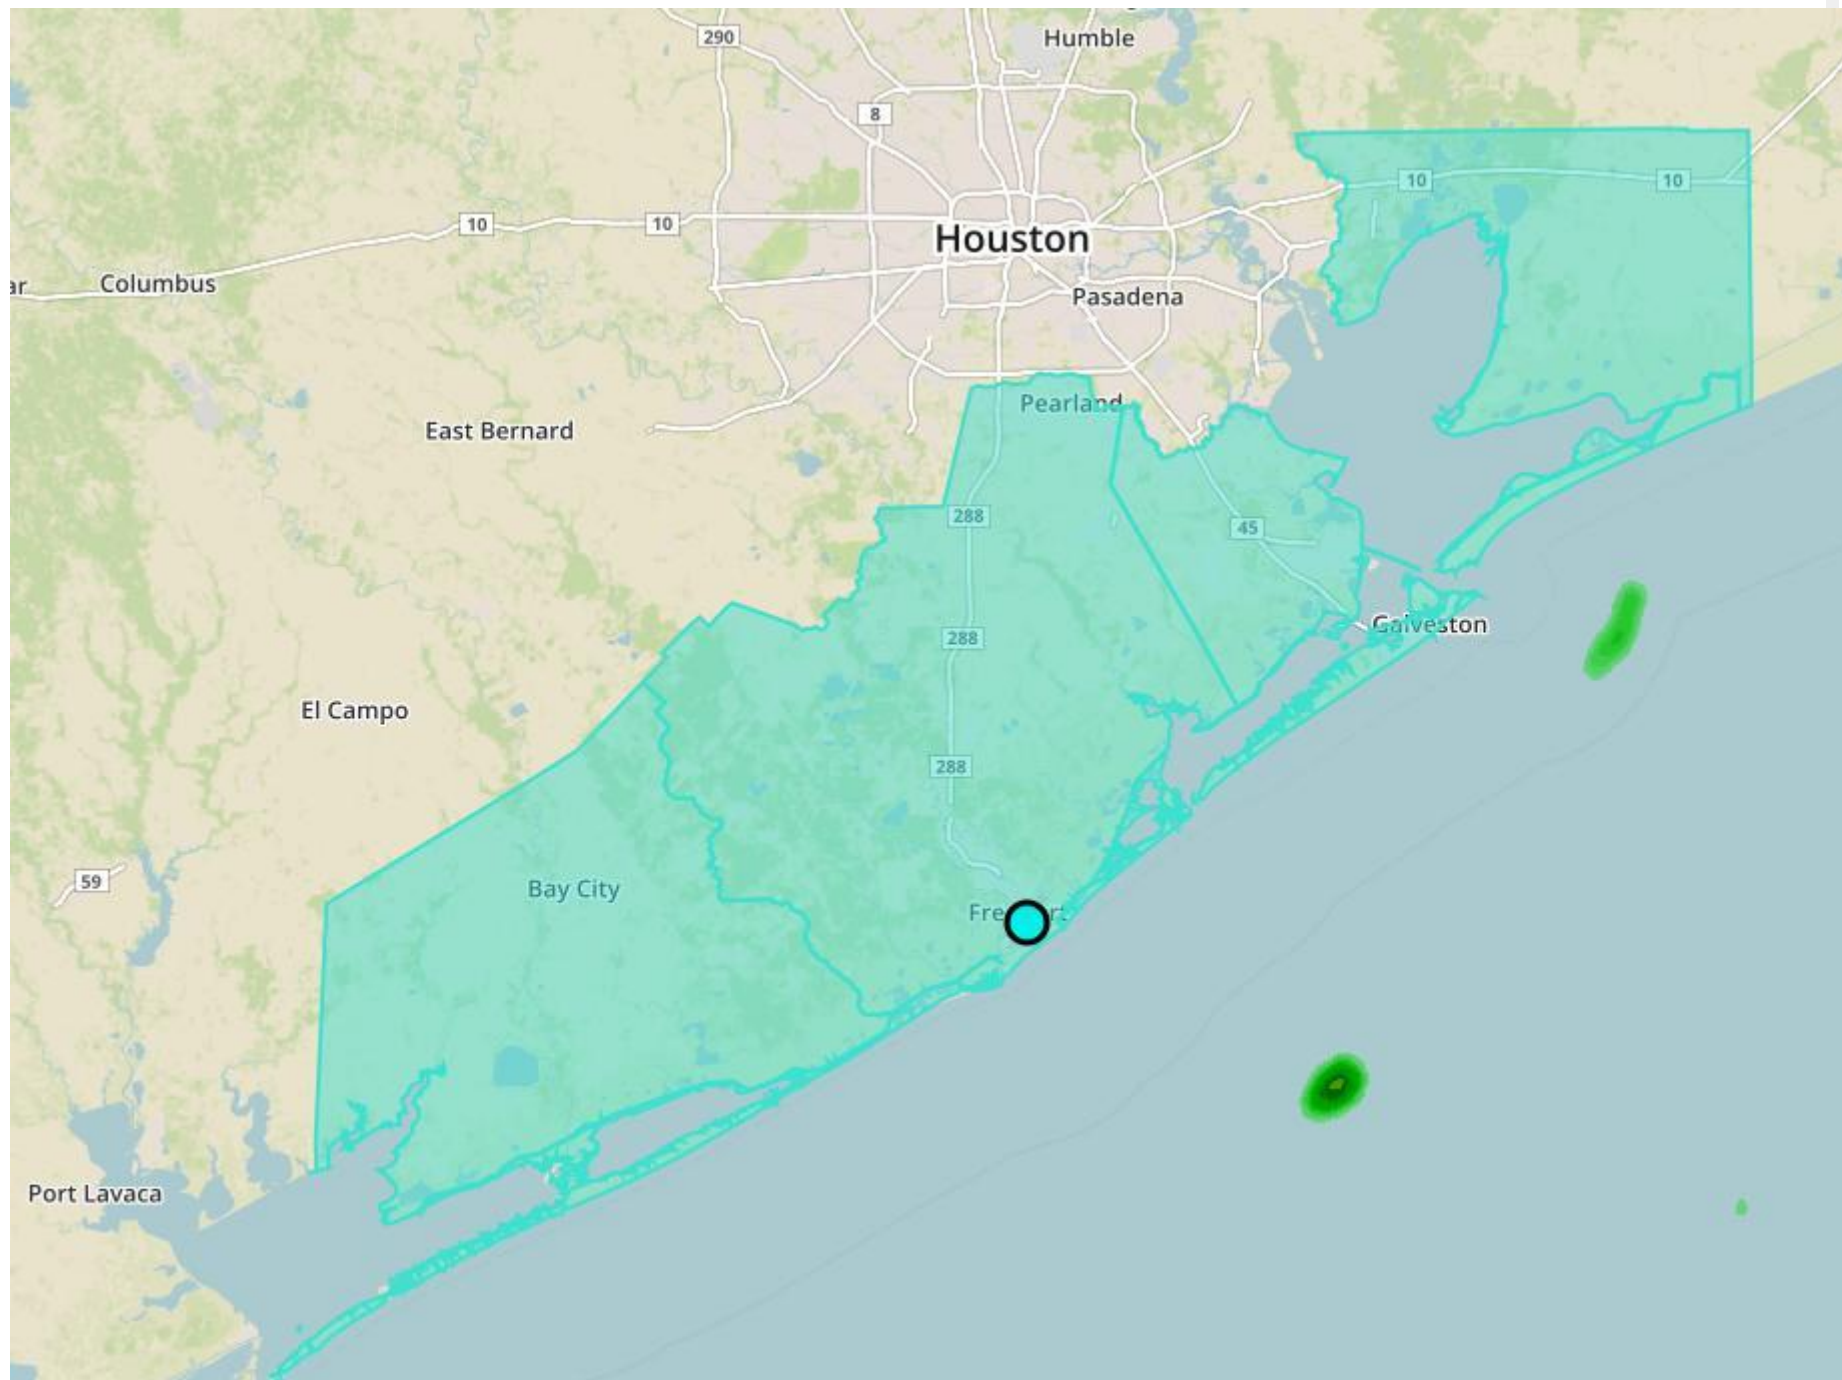 290
Humble
8
10
10
10
10
Houston
Columbus
ar
Pasadena
Pearland
East Bernard
288
45
Galveston
288
El Campo
288
59
Bay City
Port Lavaca